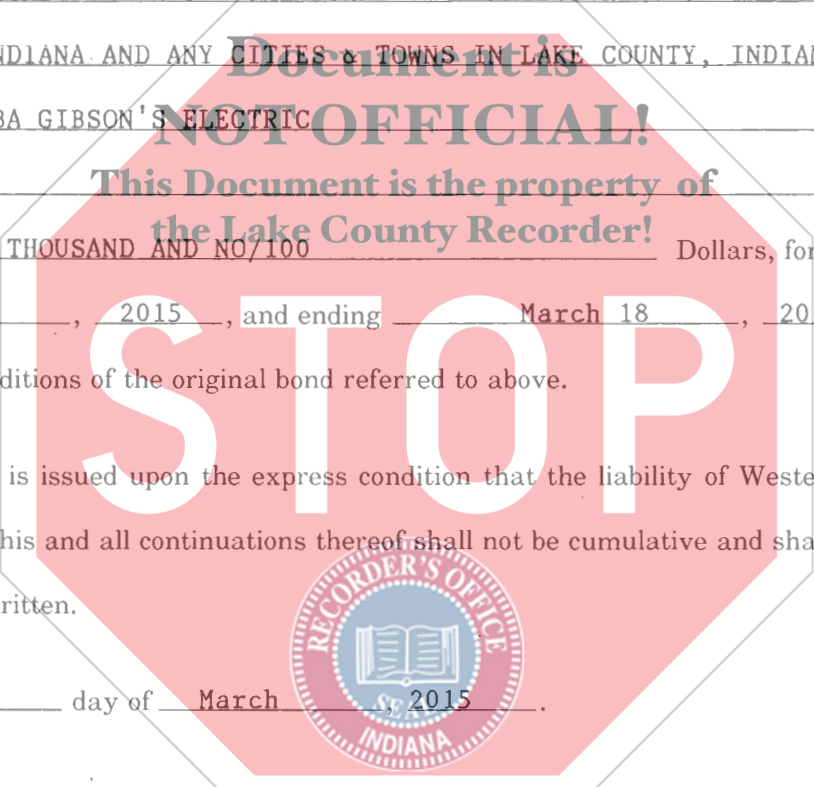 INDIANA AND ANY CITIES & TOWNS IN LAKE COUNTY, INDIAN
Document is
BA GIBSON'S ELECTRIC
NOT OFFICIAL!
This Document is the property of
the Lake County Recorder!
THOUSAND AND NO/100 Dollars, for
, 2015 , and ending March 18 , 20
ditions of the original bond referred to above.
STOP
is issued upon the express condition that the liability of Weste
his and all continuations thereof shall not be cumulative and sha
RECORDER'S OFFICE
ritten.
day of March , 2015 .
SEAL
INDIANA